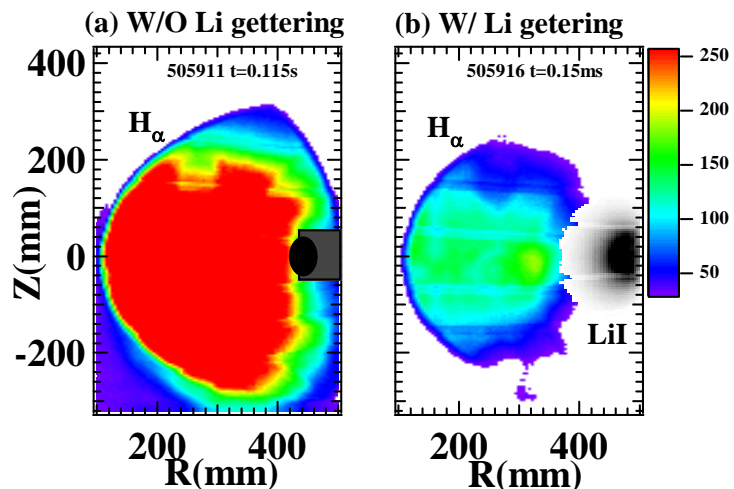 (a) W/O Li gettering
(b) W/ Li getering
505911 t=0.115s
505916 t=0.15ms
Hα
Hα
LiI
400
200
0
-200
Z(mm)
200 400
R(mm)
200 400
R(mm)
250
200
150
100
50